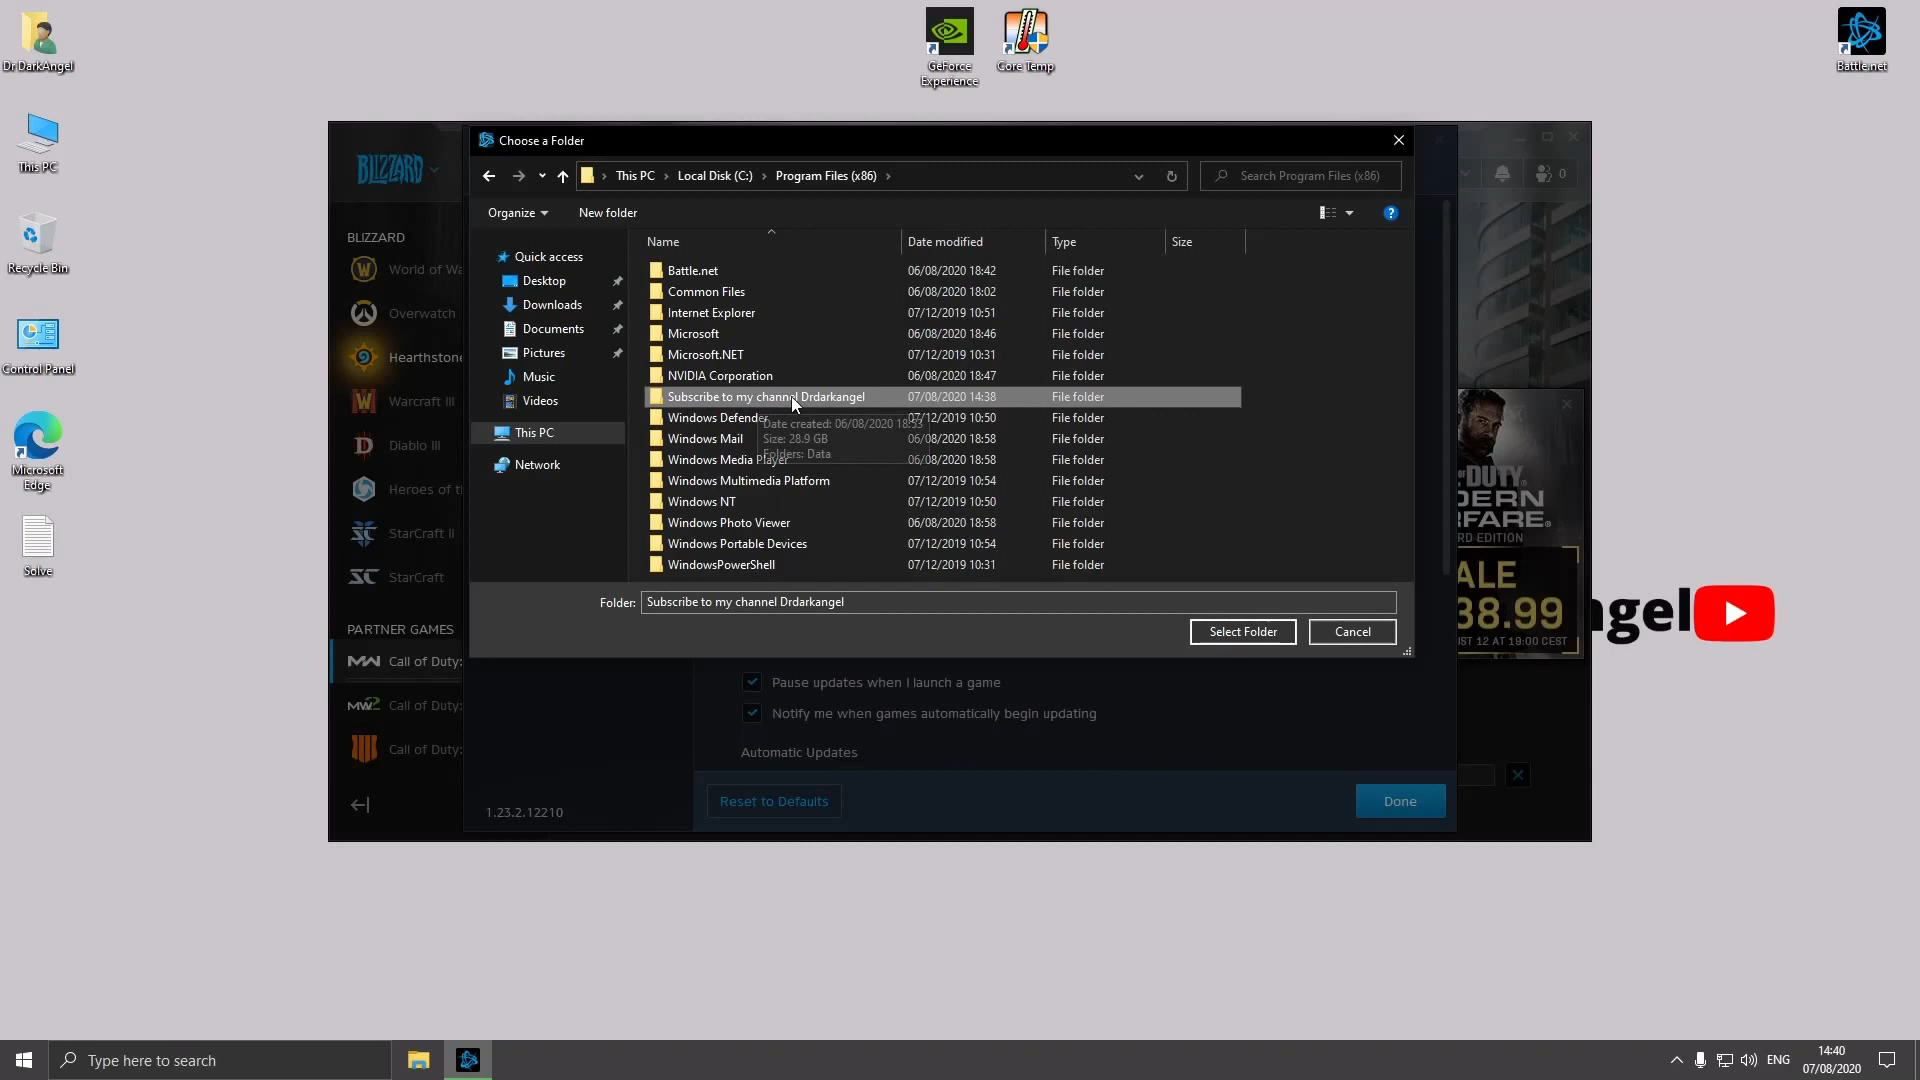 Dr DarkAngel
This PC
Recycle Bin
Control Panel
Microsoft
Edge
Solve
GeForce
Experience
Core Temp
Battle.net
BLIZZARD
BLIZZARD
World of Wa
Overwatch
Hearthstone
Warcraft III
Diablo III
Heroes of t
StarCraft II
StarCraft
PARTNER GAMES
Call of Duty:
Call of Duty:
Call of Duty:
Choose a Folder
This PC
Local Disk (C:)
Program Files (x86)
Search Program Files (x86)
Organize
New folder
Quick access
Desktop
Downloads
Documents
Pictures
Music
Videos
This PC
Network
Name Date modified Type Size
Battle.net 06/08/2020 18:42 File folder
Common Files 06/08/2020 18:02 File folder
Internet Explorer 07/12/2019 10:51 File folder
Microsoft 06/08/2020 18:46 File folder
Microsoft.NET 07/12/2019 10:31 File folder
NVIDIA Corporation 06/08/2020 18:47 File folder
Subscribe to my channel Drdarkangel 07/08/2020 14:38 File folder
Windows Defender 07/12/2019 10:50 File folder
Windows Mail 06/08/2020 18:58 File folder
Windows Media Player 06/08/2020 18:58 File folder
Windows Multimedia Platform 07/12/2019 10:54 File folder
Windows NT 07/12/2019 10:50 File folder
Windows Photo Viewer 06/08/2020 18:58 File folder
Windows Portable Devices 07/12/2019 10:54 File folder
WindowsPowerShell 07/12/2019 10:31 File folder
Date created: 06/08/2020 18:53
Size: 28.9 GB
Folders: Data
Folder: Subscribe to my channel Drdarkangel
Select Folder
Cancel
0
OF DUTY
DERN
RFARE
RD EDITION
ALE
38.99
ST 12 AT 19:00 CEST
ngel
Pause updates when I launch a game
Notify me when games automatically begin updating
Automatic Updates
1.23.2.12210
Reset to Defaults
Done
Type here to search
ENG
14:40
07/08/2020